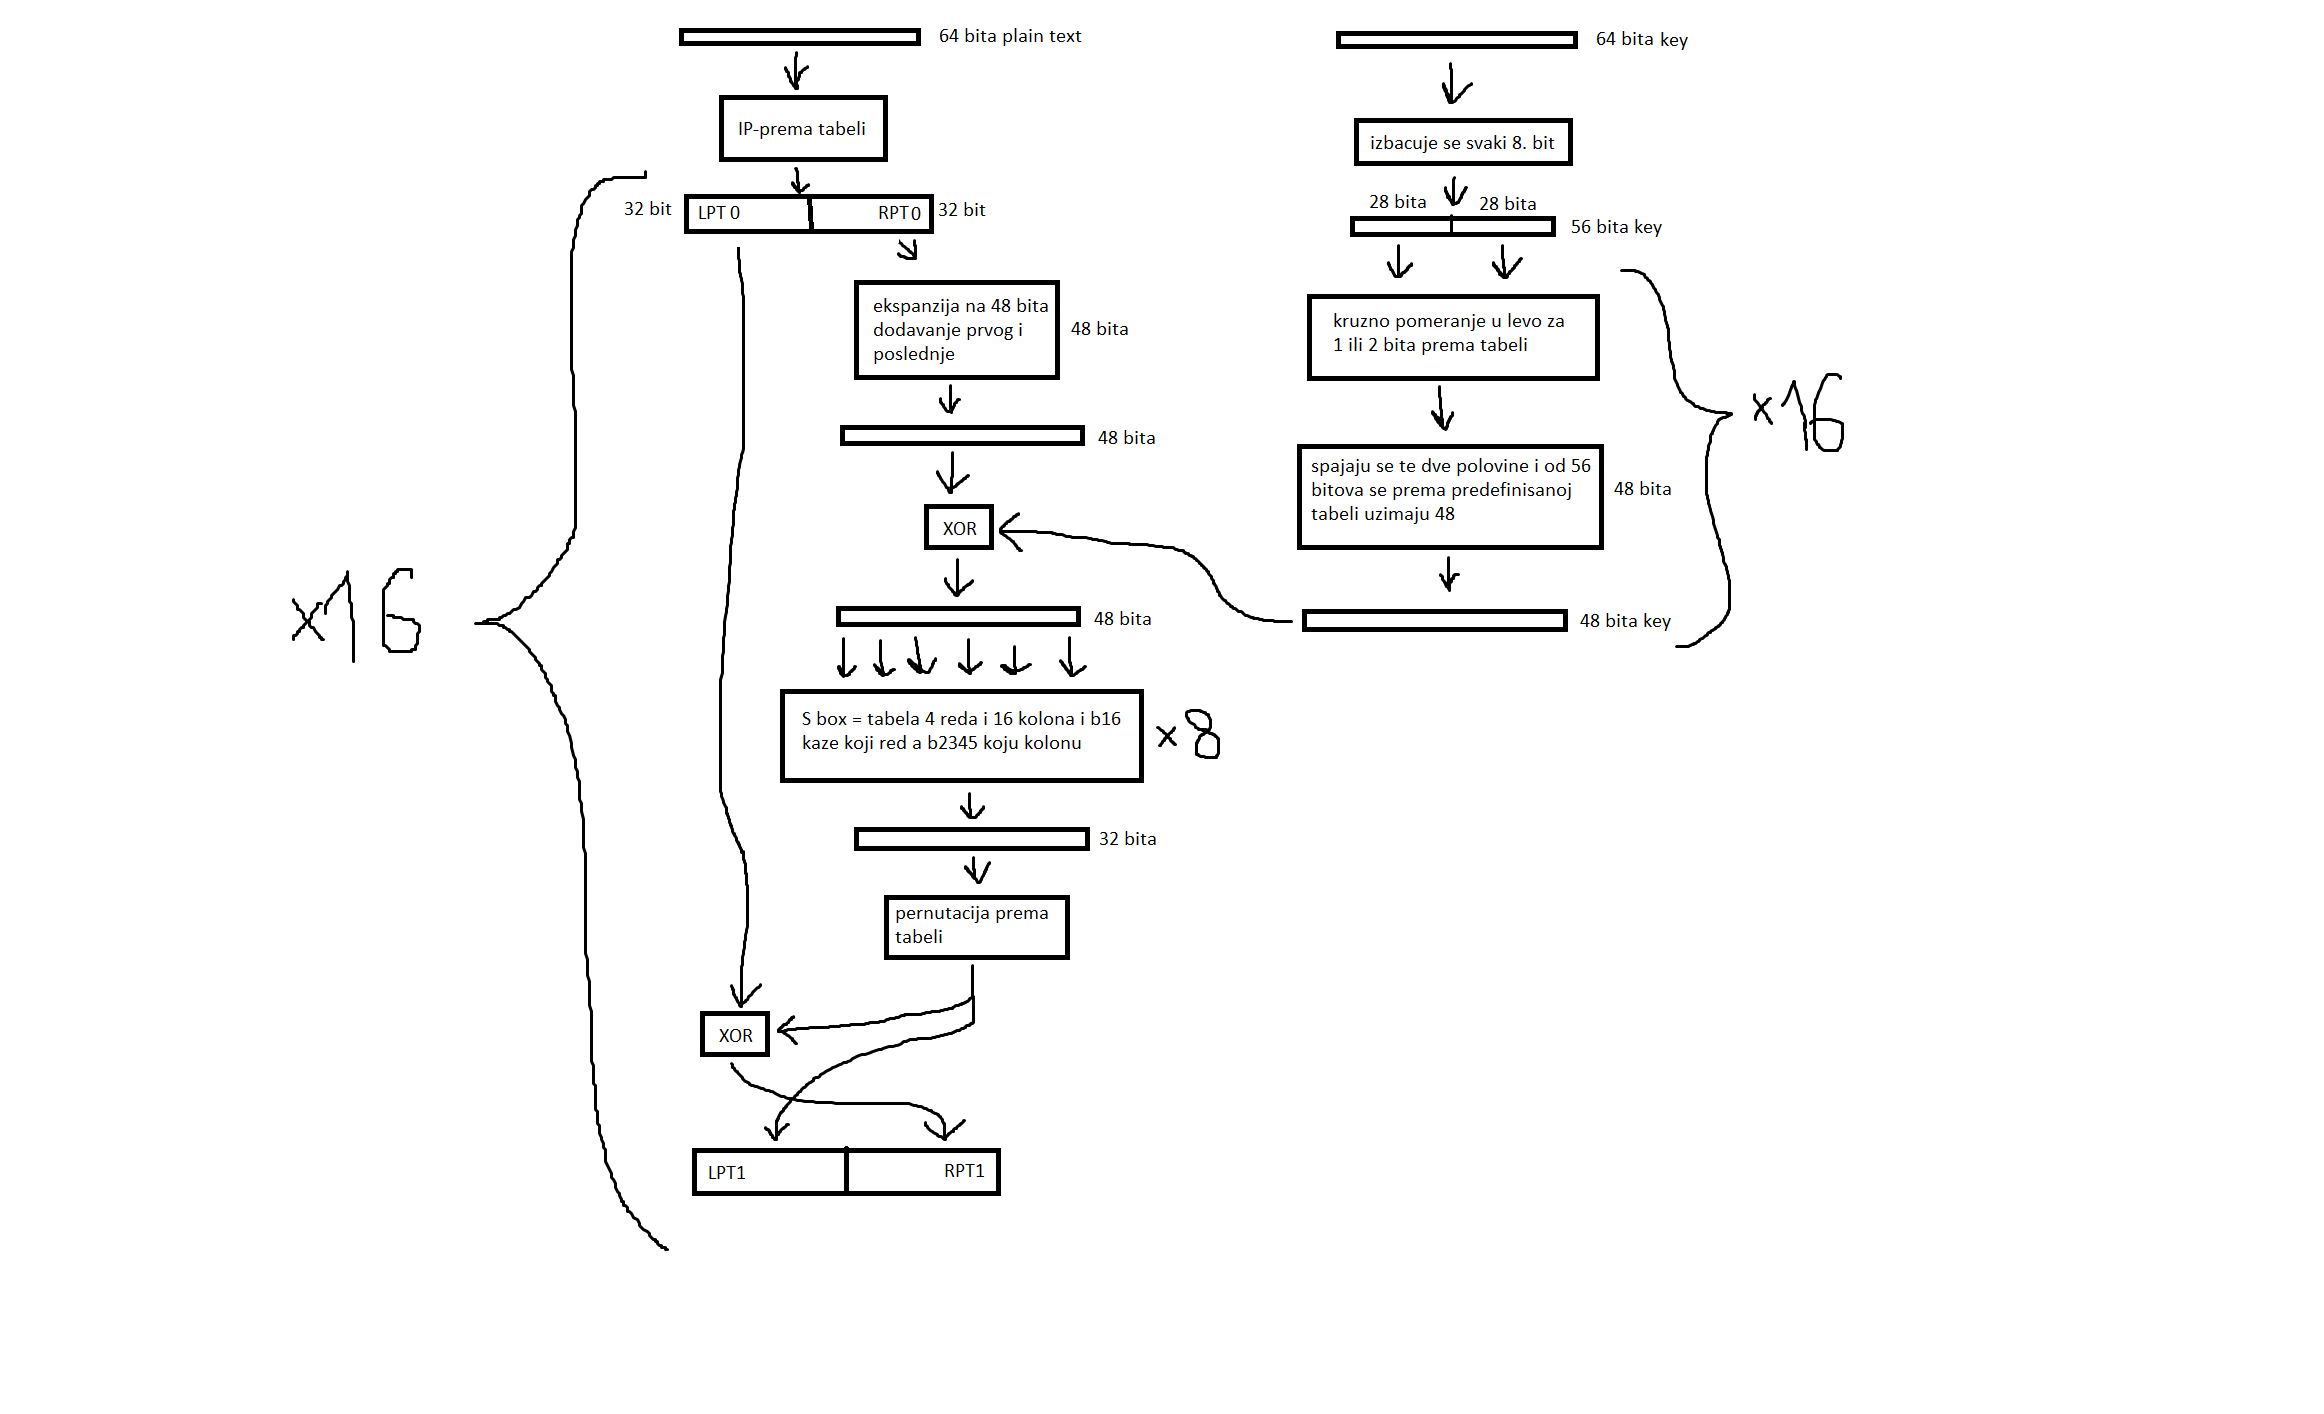 64 bita plain text
IP-prema tabeli
32 bit
LPT 0
RPT 0
32 bit
ekspanzija na 48 bita
dodavanje prvog i
poslednje
48 bita
48 bita
XOR
48 bita
S box = tabela 4 reda i 16 kolona i b16
kaze koji red a b2345 koju kolonu
x8
32 bita
pernutacija prema
tabeli
XOR
LPT1
RPT1
x16
64 bita key
izbacuje se svaki 8. bit
28 bita
28 bita
56 bita key
kruzno pomeranje u levo za
1 ili 2 bita prema tabeli
spajaju se te dve polovine i od 56
bitova se prema predefinisanoj
tabeli uzimaju 48
48 bita
48 bita key
x16